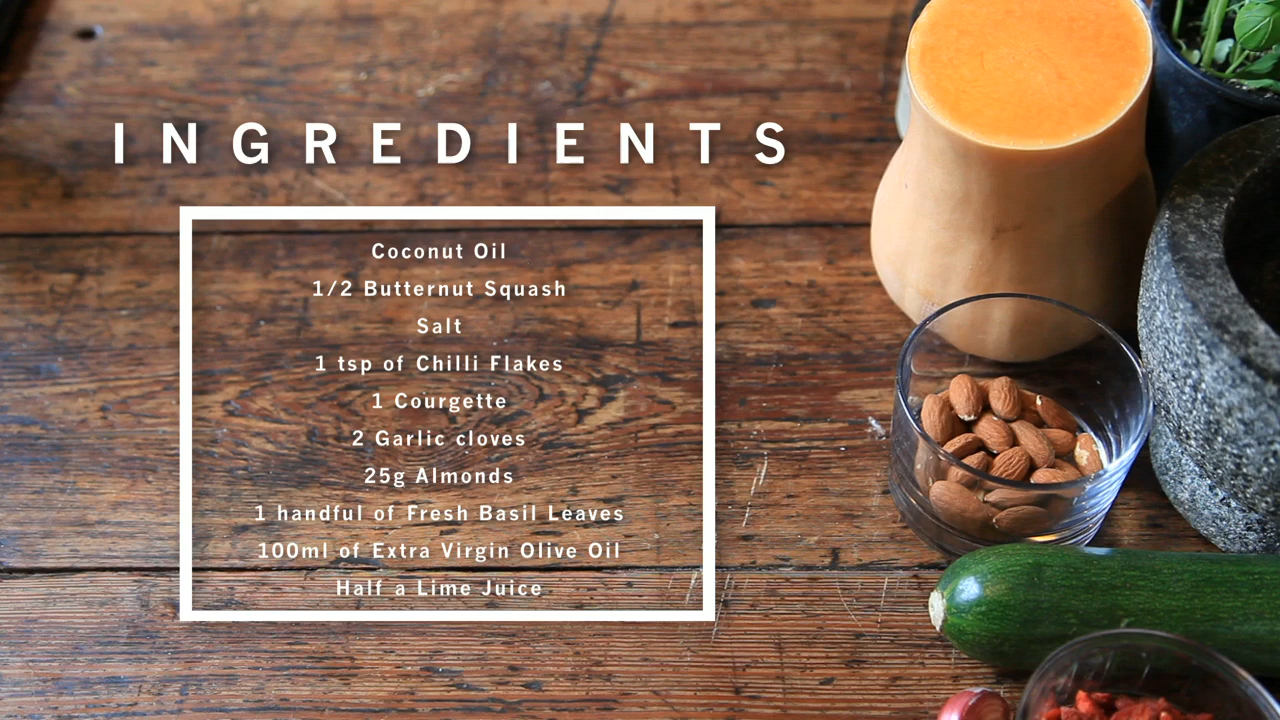 INGREDIENTS
Coconut Oil
1/2 Butternut Squash
Salt
1 tsp of Chilli Flakes
1 Courgette
2 Garlic cloves
25g Almonds
1 handful of Fresh Basil Leaves
100ml of Extra Virgin Olive Oil
Half a Lime Juice